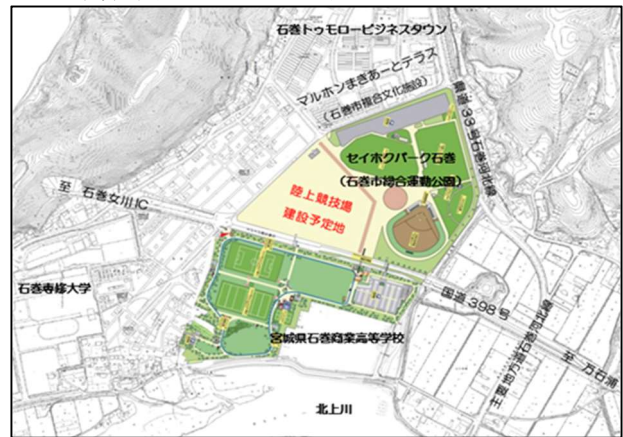 石巻トゥモロービジネスタウン
マルホンまきあーとテラス
(石巻市複合文化施設)
県道33号石巻河北線
セイホクパーク石巻
(石巻市総合運動公園)
陸上競技場
建設予定地
至 石巻女川IC
石巻専修大学
国道398号
宮城県石巻商業高等学校
主要地方道石巻河北線
至 万石浦
北上川